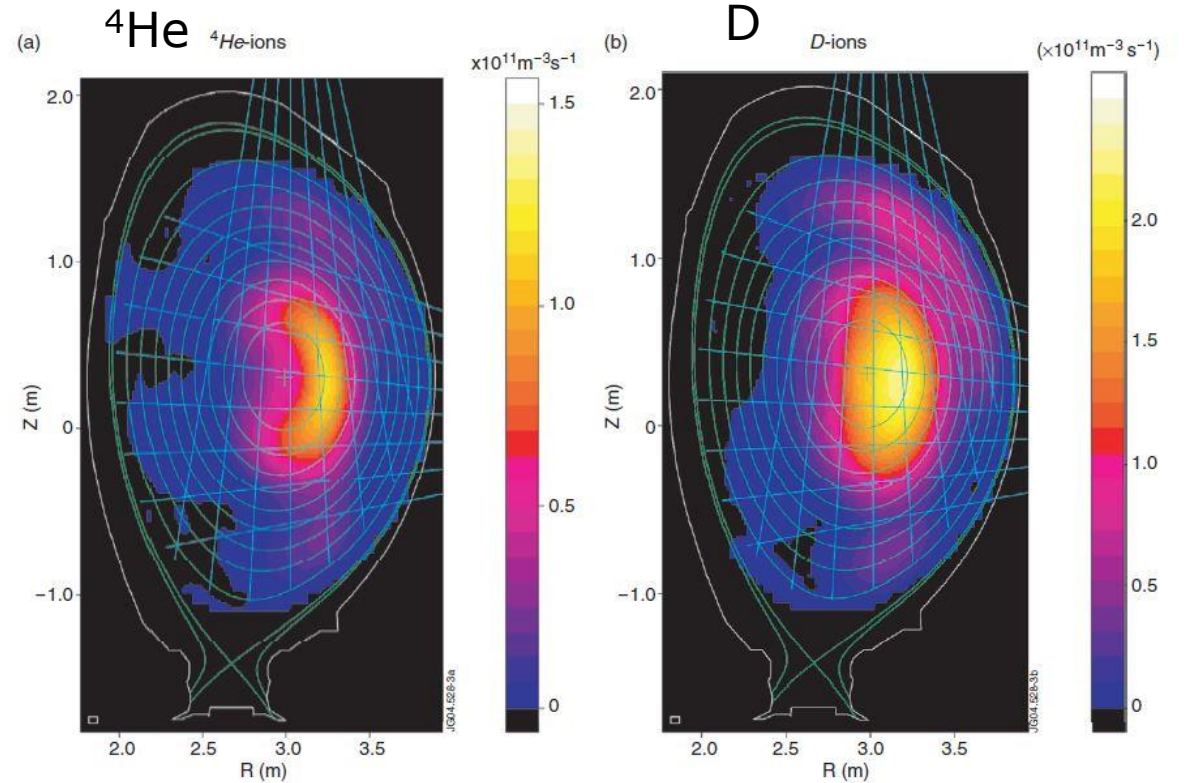 ⁴He
(a) ⁴He-ions
x10¹¹m⁻³s⁻¹
2.0
1.0
0
−1.0
Z (m)
2.0 2.5 3.0 3.5
R (m)
1.5
1.0
0.5
0
JG04.528-3a
D
(b) D-ions
(×10¹¹m⁻³ s⁻¹)
2.0
1.0
0
−1.0
Z (m)
2.0 2.5 3.0 3.5
R (m)
2.0
1.5
1.0
0.5
0
JG04.528-3b